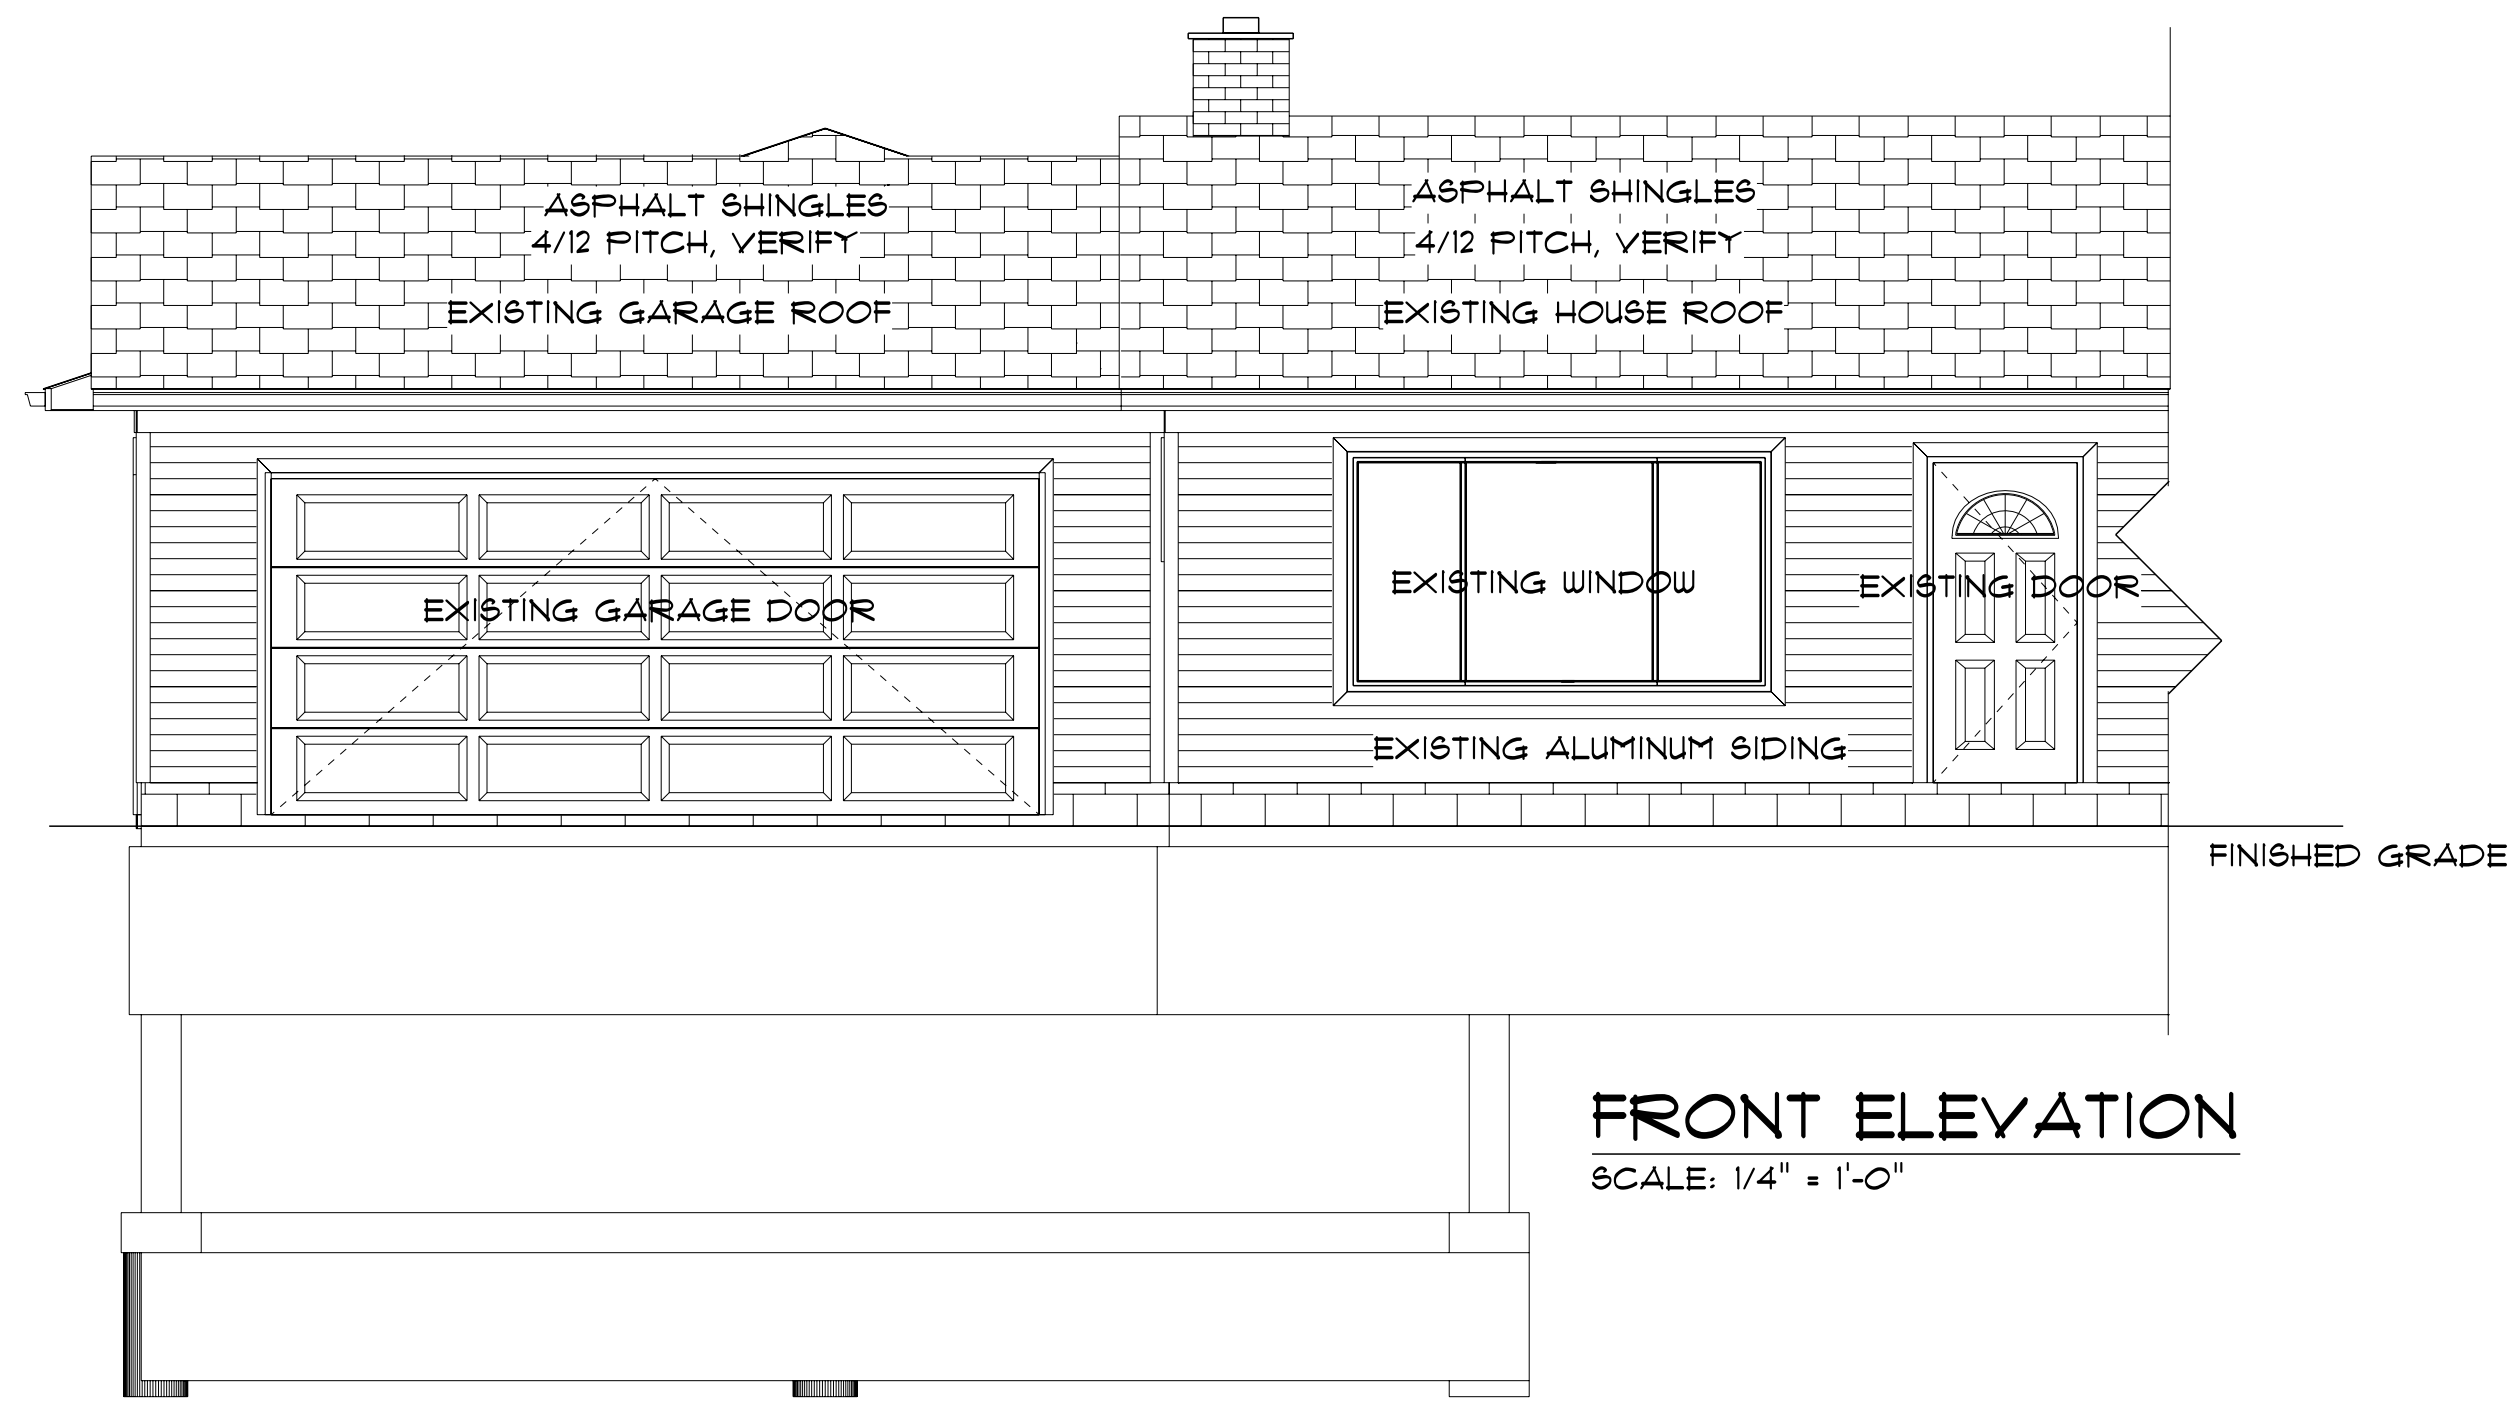 ASPHALT SHINGLES
4/12 PITCH, VERIFY
EXISTING GARAGE ROOF
ASPHALT SHINGLES
4/12 PITCH, VERIFY
EXISTING HOUSE ROOF
EXISTING GARAGE DOOR
EXISTING WINDOW
EXISTING DOOR
EXISTING ALUMINUM SIDING
FINISHED GRADE
FRONT ELEVATION
SCALE: 1/4" = 1'-0"